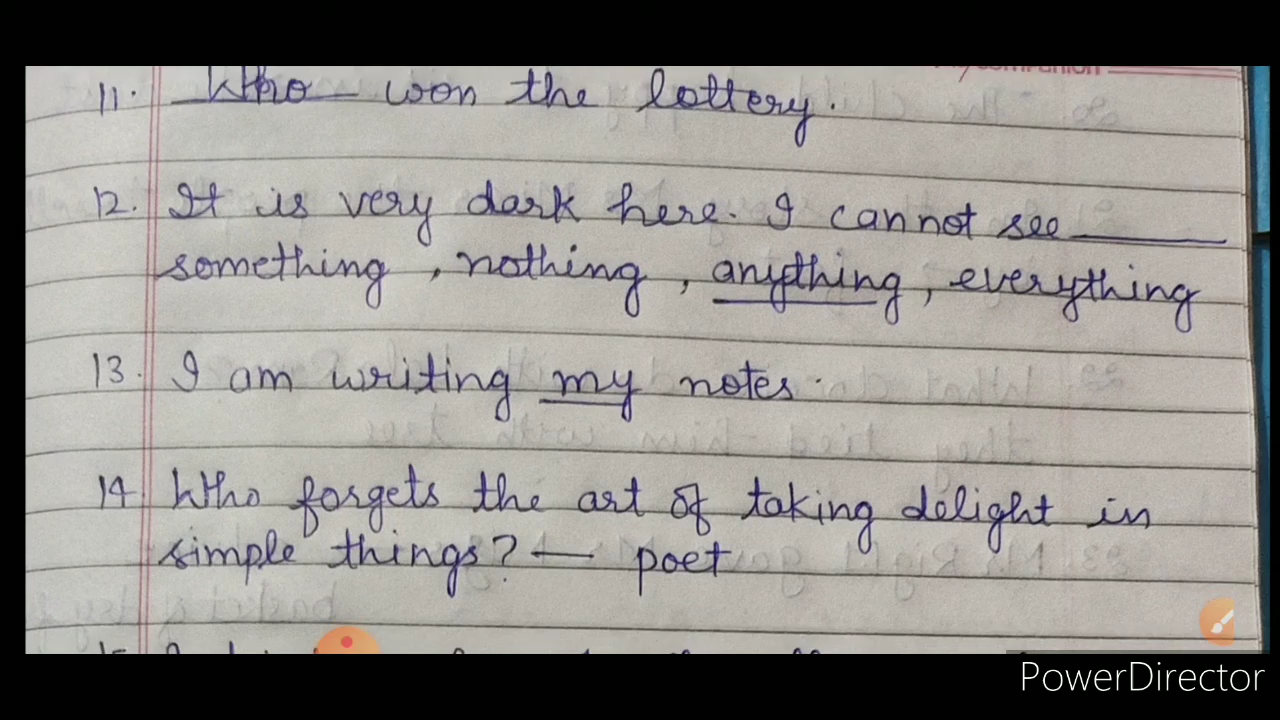 11. Who won the lottery.
12. It is very dark here. I cannot see ______
something, nothing, anything, everything
13. I am writing my notes.
14 Who forgets the art of taking delight in
simple things? — poet
PowerDirector